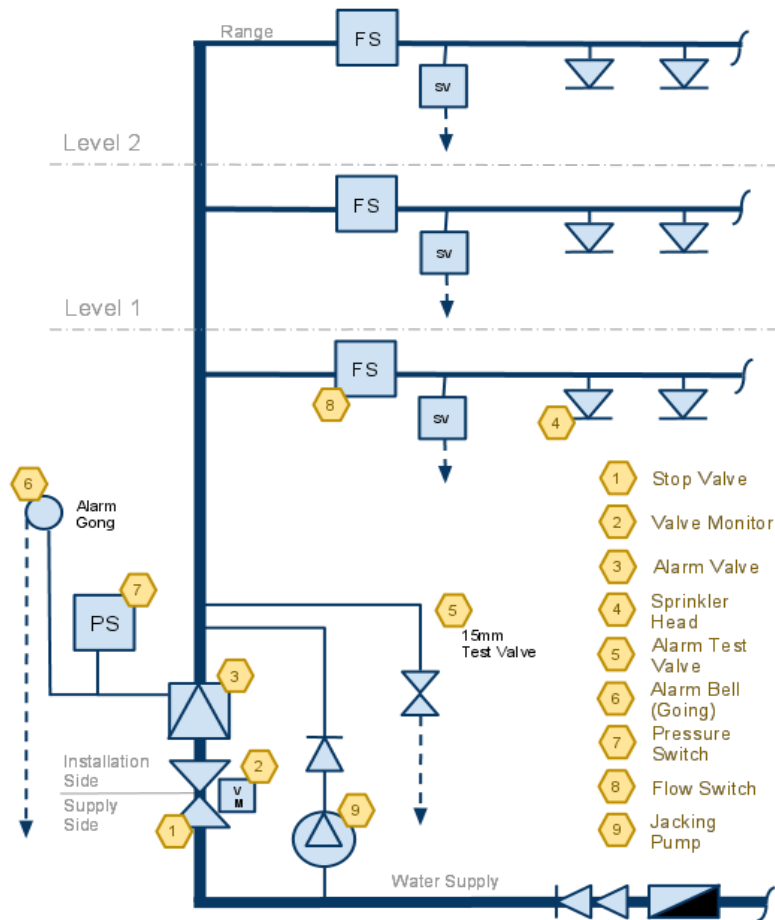 Range
FS
SV
Level 2
FS
SV
Level 1
FS
8
SV
4
6
Alarm
Gong
7
PS
5
15mm
Test Valve
3
Installation
Side
Supply
Side
2
V
M
1
9
Water Supply
1 Stop Valve
2 Valve Monitor
3 Alarm Valve
4 Sprinkler
Head
5 Alarm Test
Valve
6 Alarm Bell
(Going)
7 Pressure
Switch
8 Flow Switch
9 Jacking
Pump